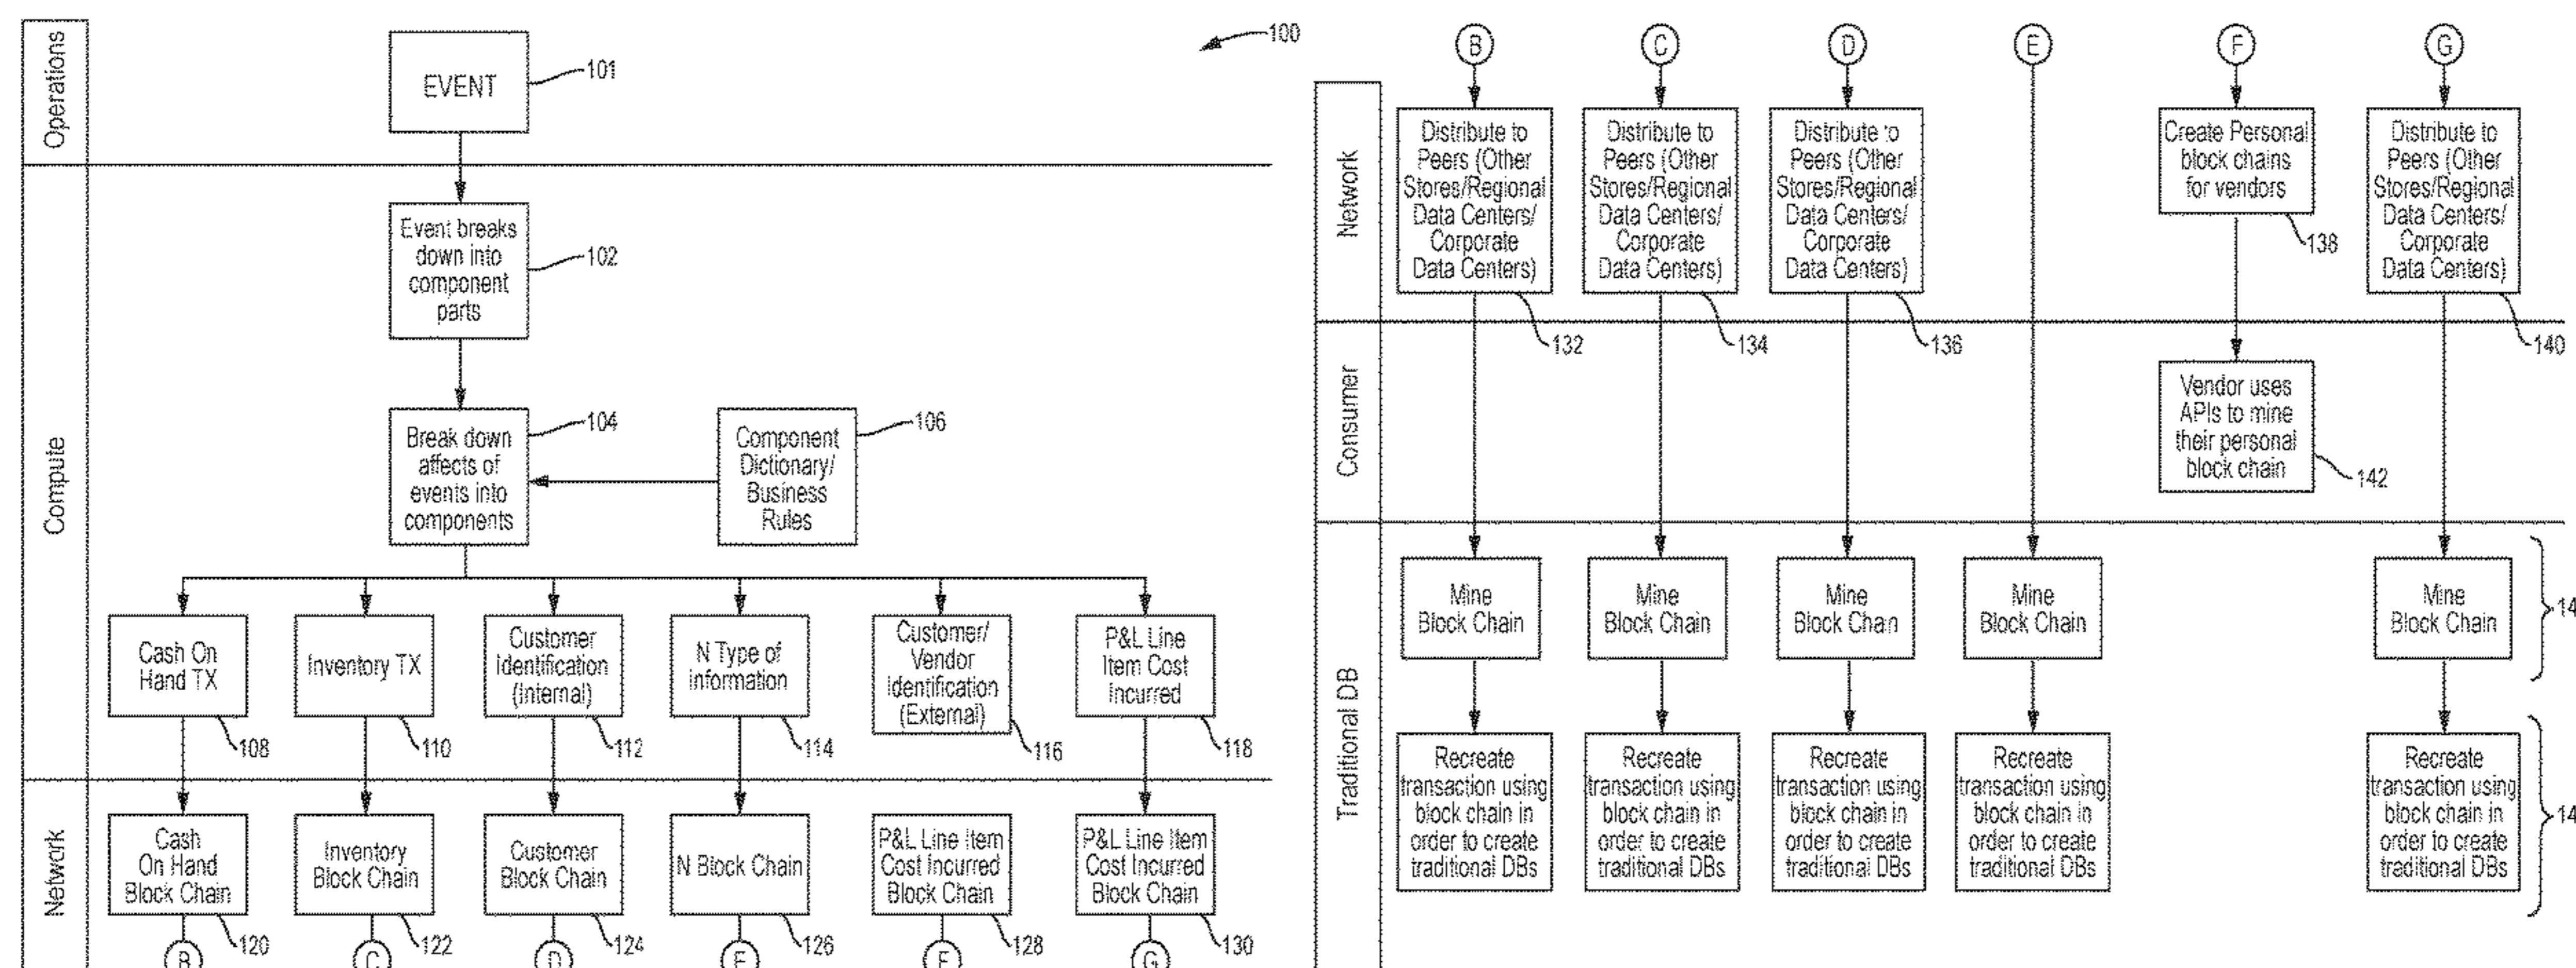 Operations
EVENT
101
100
Compute
Event breaks
down into
component
parts
102
Break down
affects of
events into
components
104
Component
Dictionary/
Business
Rules
106
Cash On
Hand TX
108
Inventory TX
110
Customer
Identification
(Internal)
112
N Type of
information
114
Customer/
Vendor
Identification
(External)
116
P&L Line
Item Cost
Incurred
118
Network
Cash
On Hand
Block Chain
120
Inventory
Block Chain
122
Customer
Block Chain
124
N Block Chain
126
P&L Line Item
Cost Incurred
Block Chain
128
P&L Line Item
Cost Incurred
Block Chain
130
B
C
D
E
F
G
B
C
D
E
F
G
Network
Distribute to
Peers (Other
Stores/Regional
Data Centers/
Corporate
Data Centers)
132
Distribute to
Peers (Other
Stores/Regional
Data Centers/
Corporate
Data Centers)
134
Distribute to
Peers (Other
Stores/Regional
Data Centers/
Corporate
Data Centers)
136
Create Personal
block chains
for vendors
138
Distribute to
Peers (Other
Stores/Regional
Data Centers/
Corporate
Data Centers)
140
Consumer
Vendor uses
APIs to mine
their personal
block chain
142
Traditional DB
Mine
Block Chain
Mine
Block Chain
Mine
Block Chain
Mine
Block Chain
Mine
Block Chain
14
Recreate
transaction using
block chain in
order to create
traditional DBs
Recreate
transaction using
block chain in
order to create
traditional DBs
Recreate
transaction using
block chain in
order to create
traditional DBs
Recreate
transaction using
block chain in
order to create
traditional DBs
Recreate
transaction using
block chain in
order to create
traditional DBs
14